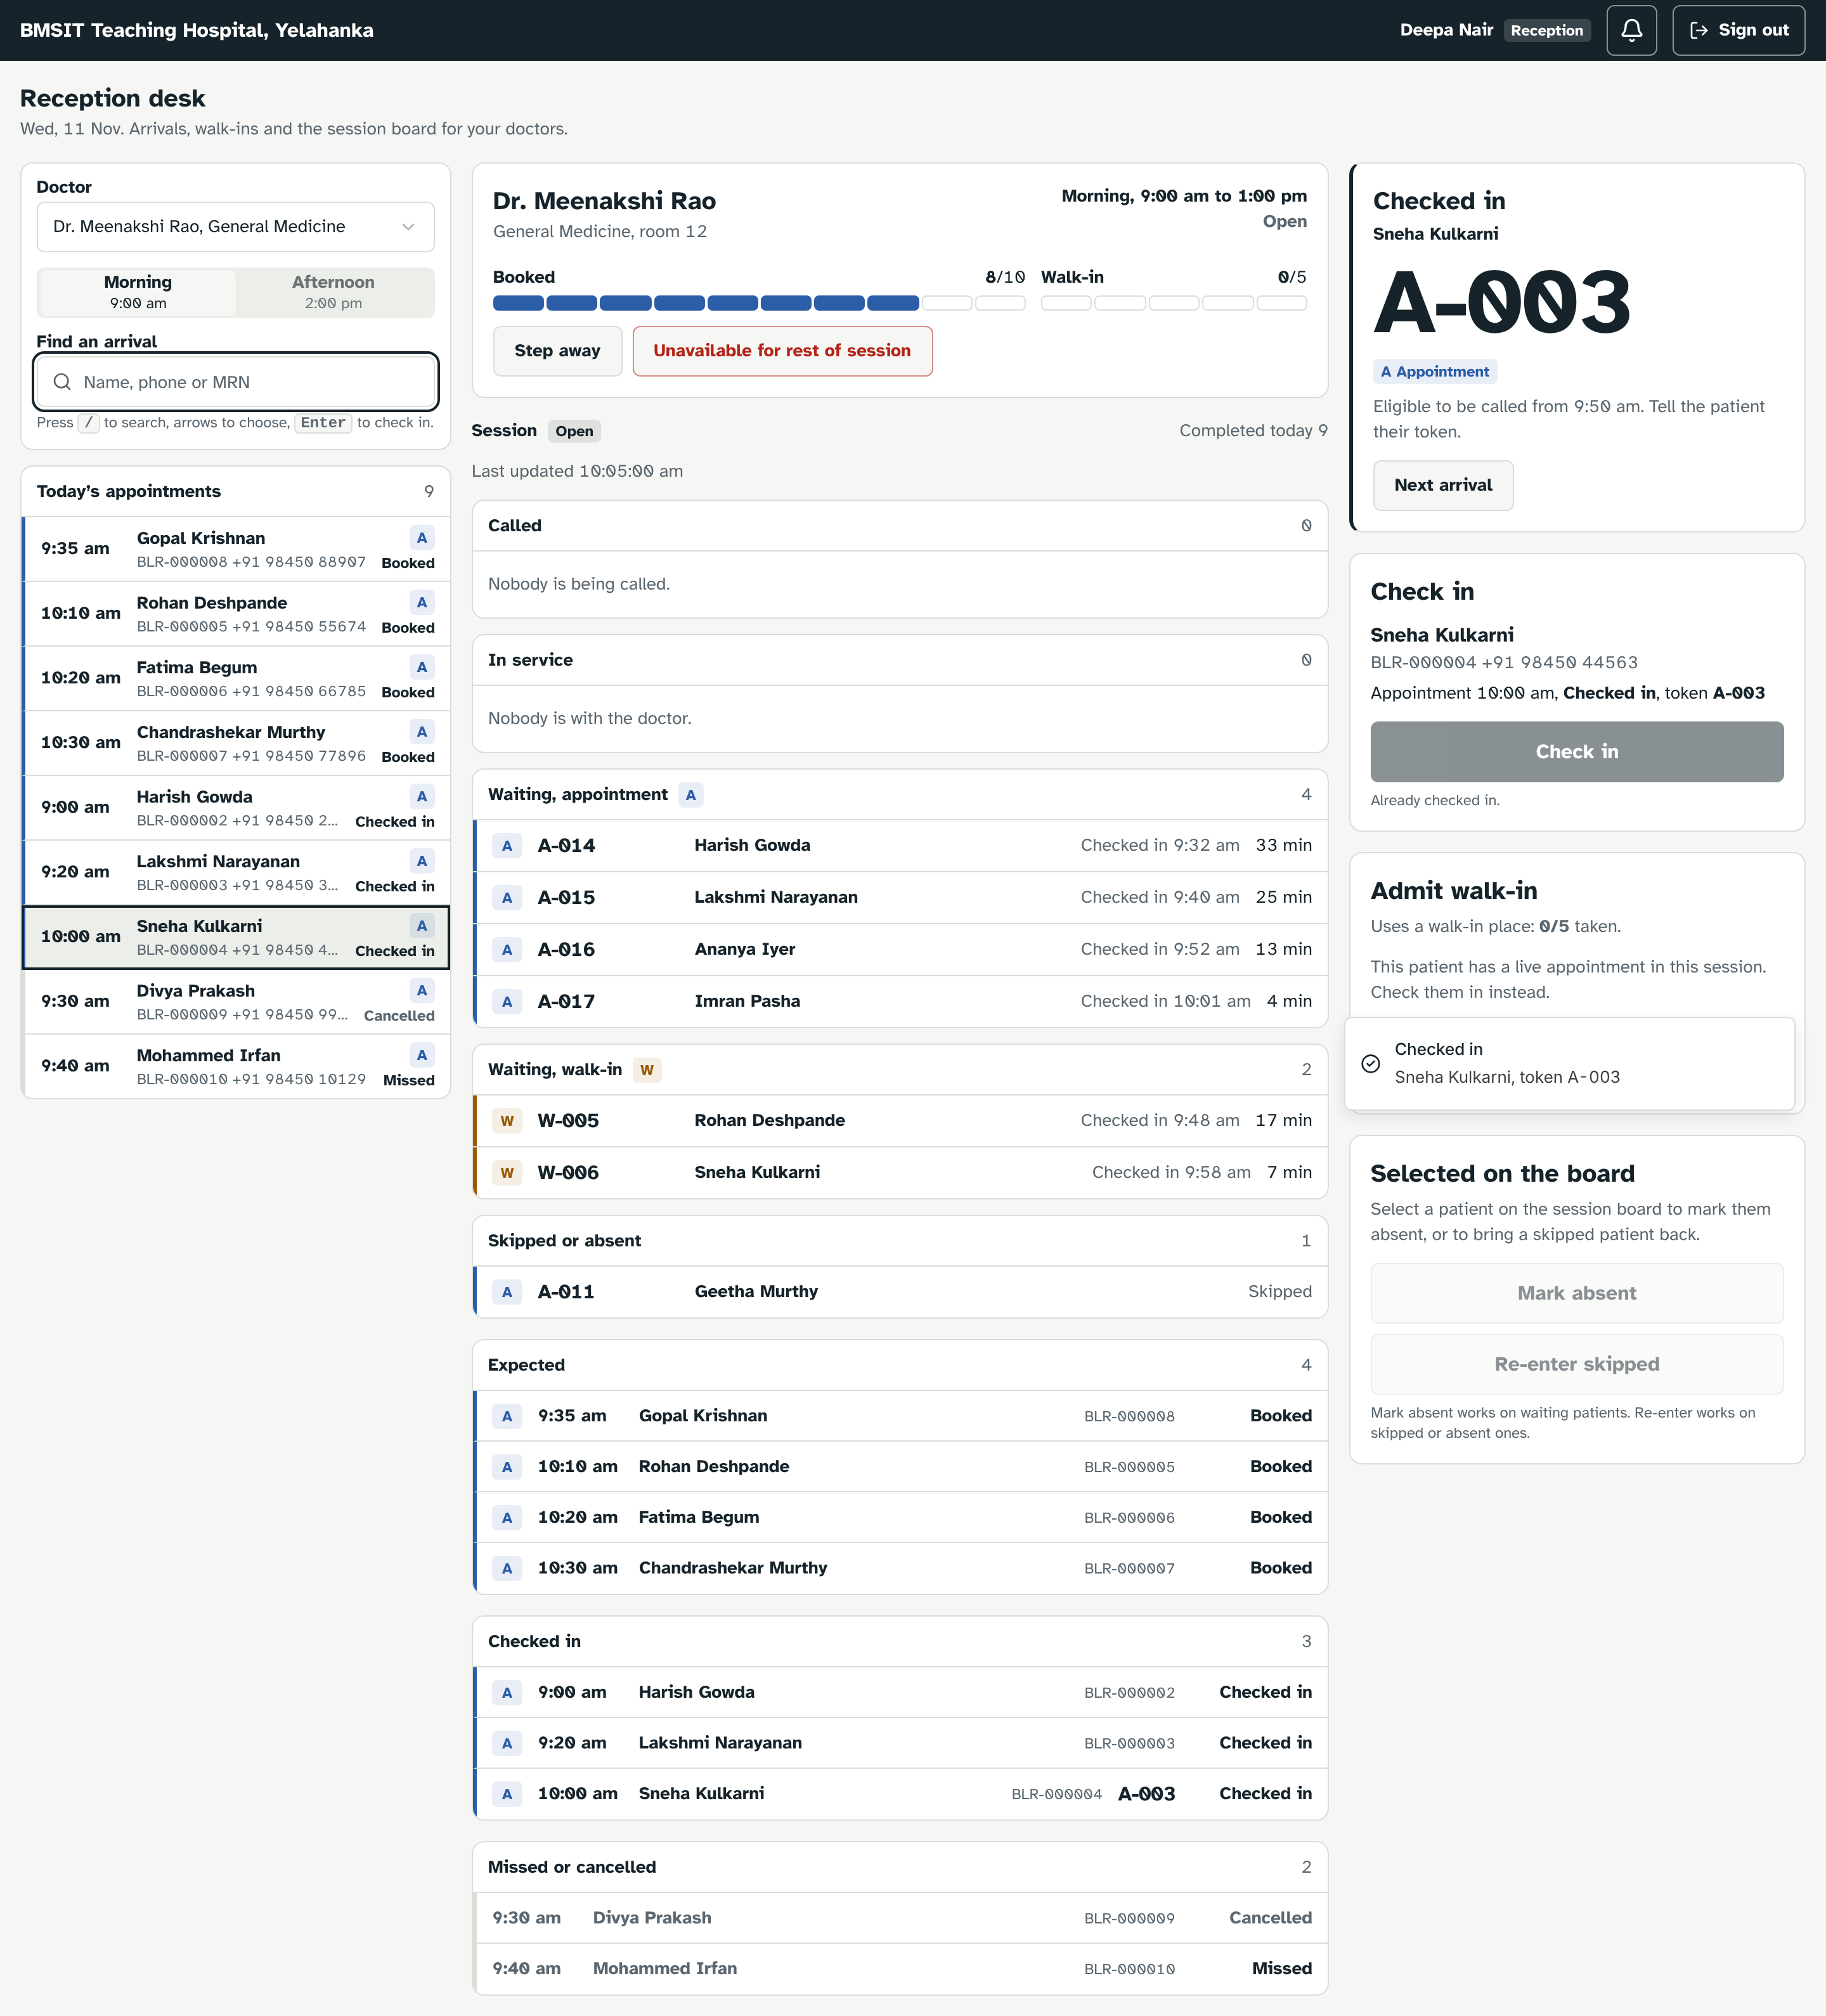 BMSIT Teaching Hospital, Yelahanka
Deepa Nair Reception
Sign out
Reception desk
Wed, 11 Nov. Arrivals, walk-ins and the session board for your doctors.
Doctor
Dr. Meenakshi Rao, General Medicine
Morning
9:00 am
Afternoon
2:00 pm
Find an arrival
Name, phone or MRN
Press / to search, arrows to choose, Enter to check in.
Today's appointments 9
9:35 am Gopal Krishnan A
BLR-000008 +91 98450 88907 Booked
10:10 am Rohan Deshpande A
BLR-000005 +91 98450 55674 Booked
10:20 am Fatima Begum A
BLR-000006 +91 98450 66785 Booked
10:30 am Chandrashekar Murthy A
BLR-000007 +91 98450 77896 Booked
9:00 am Harish Gowda A
BLR-000002 +91 98450 2... Checked in
9:20 am Lakshmi Narayanan A
BLR-000003 +91 98450 3... Checked in
10:00 am Sneha Kulkarni A
BLR-000004 +91 98450 4... Checked in
9:30 am Divya Prakash A
BLR-000009 +91 98450 99... Cancelled
9:40 am Mohammed Irfan A
BLR-000010 +91 98450 10129 Missed
Dr. Meenakshi Rao
General Medicine, room 12
Morning, 9:00 am to 1:00 pm
Open
Booked 8/10
Walk-in 0/5
Step away
Unavailable for rest of session
Session Open
Completed today 9
Last updated 10:05:00 am
Called 0
Nobody is being called.
In service 0
Nobody is with the doctor.
Waiting, appointment A 4
A A-014 Harish Gowda Checked in 9:32 am 33 min
A A-015 Lakshmi Narayanan Checked in 9:40 am 25 min
A A-016 Ananya Iyer Checked in 9:52 am 13 min
A A-017 Imran Pasha Checked in 10:01 am 4 min
Waiting, walk-in W 2
W W-005 Rohan Deshpande Checked in 9:48 am 17 min
W W-006 Sneha Kulkarni Checked in 9:58 am 7 min
Skipped or absent 1
A A-011 Geetha Murthy Skipped
Expected 4
A 9:35 am Gopal Krishnan BLR-000008 Booked
A 10:10 am Rohan Deshpande BLR-000005 Booked
A 10:20 am Fatima Begum BLR-000006 Booked
A 10:30 am Chandrashekar Murthy BLR-000007 Booked
Checked in 3
A 9:00 am Harish Gowda BLR-000002 Checked in
A 9:20 am Lakshmi Narayanan BLR-000003 Checked in
A 10:00 am Sneha Kulkarni BLR-000004 A-003 Checked in
Missed or cancelled 2
9:30 am Divya Prakash BLR-000009 Cancelled
9:40 am Mohammed Irfan BLR-000010 Missed
Checked in
Sneha Kulkarni
A-003
A Appointment
Eligible to be called from 9:50 am. Tell the patient
their token.
Next arrival
Check in
Sneha Kulkarni
BLR-000004 +91 98450 44563
Appointment 10:00 am, Checked in, token A-003
Check in
Already checked in.
Admit walk-in
Uses a walk-in place: 0/5 taken.
This patient has a live appointment in this session.
Check them in instead.
Checked in
Sneha Kulkarni, token A-003
Selected on the board
Select a patient on the session board to mark them
absent, or to bring a skipped patient back.
Mark absent
Re-enter skipped
Mark absent works on waiting patients. Re-enter works on
skipped or absent ones.